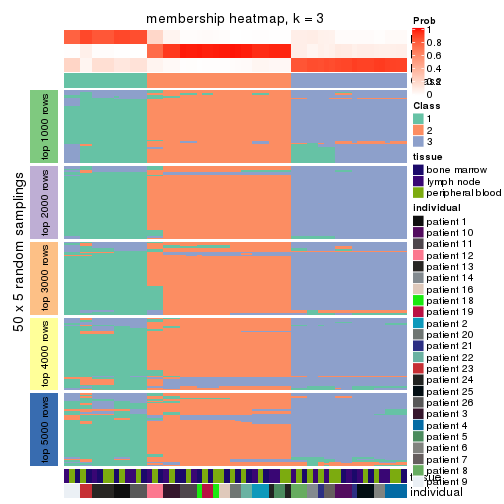 membership heatmap, k = 3
Prob
1
0.8
0.6
0.4
0.2
0
Class
1
2
3
tissue
bone marrow
lymph node
peripheral blood
individual
patient 1
patient 10
patient 11
patient 12
patient 13
patient 14
patient 16
patient 18
patient 19
patient 2
patient 20
patient 21
patient 22
patient 23
patient 24
patient 25
patient 26
patient 3
patient 4
patient 5
patient 6
patient 7
patient 8
patient 9
50 x 5 random samplings
top 1000 rows
top 2000 rows
top 3000 rows
top 4000 rows
top 5000 rows
individual